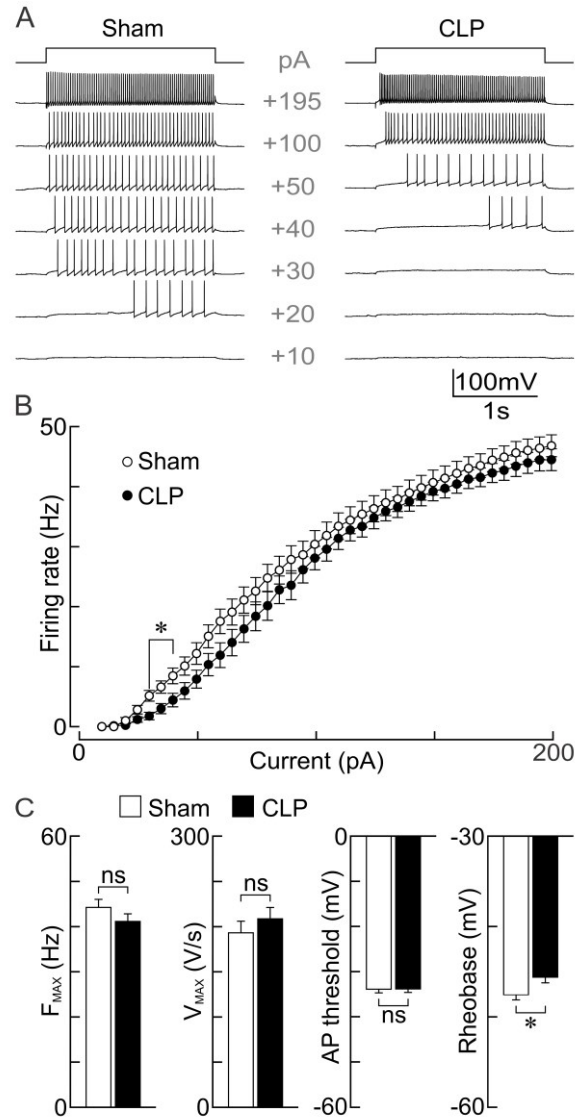 A
Sham
pA
CLP
+195
+100
+50
+40
+30
+20
+10
100mV
1s
B
50
Sham
CLP
*
Firing rate (Hz)
0
0
Current (pA)
200
C
Sham
CLP
60
ns
F MAX (Hz)
0
300
ns
V MAX (V/s)
0
0
AP threshold (mV)
ns
-60
-30
Rheobase (mV)
*
-60